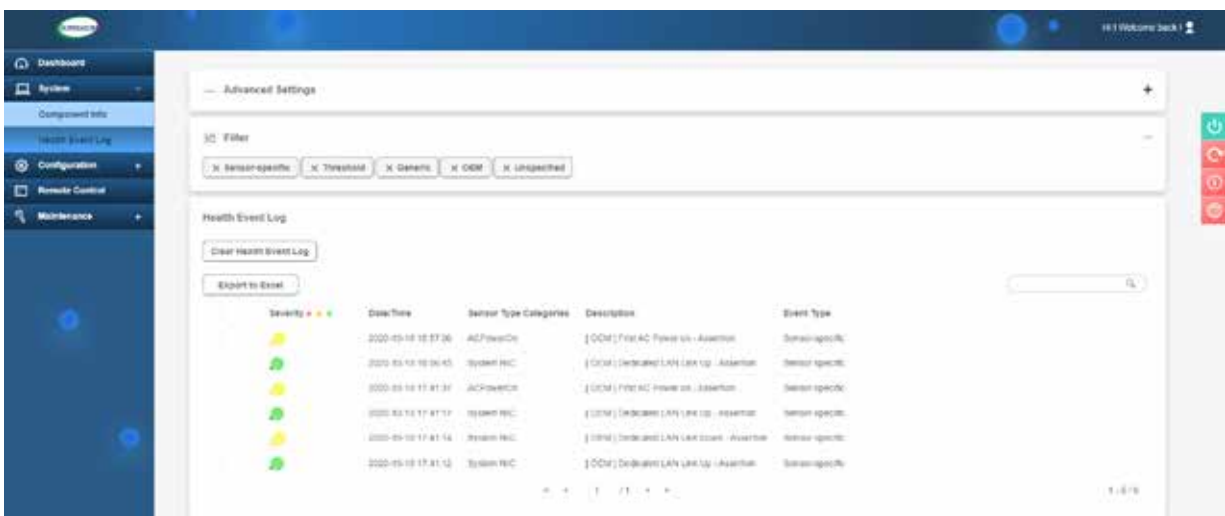 SUPERMICR
Hi ! Welcome back !
Dashboard
System -
Component Info
Health Event Log
Configuration +
Remote Control
Maintenance +
Advanced Settings +
Filter
x Sensor-specific x Threshold x Generic x OEM x Unspecified
Health Event Log
Clear Health Event Log
Export to Excel
Severity Date/Time Sensor Type Categories Description Event Type
ACPowerOn [ OEM ] First AC Power on - Assertion Sensor-specific
System NIC [ OEM ] Dedicated LAN Link Up - Assertion Sensor-specific
ACPowerOn [ OEM ] First AC Power on - Assertion Sensor-specific
System NIC [ OEM ] Dedicated LAN Link Up - Assertion Sensor-specific
System NIC [ OEM ] Dedicated LAN Link Down - Assertion Sensor-specific
System NIC [ OEM ] Dedicated LAN Link Up - Assertion Sensor-specific
1 / 1